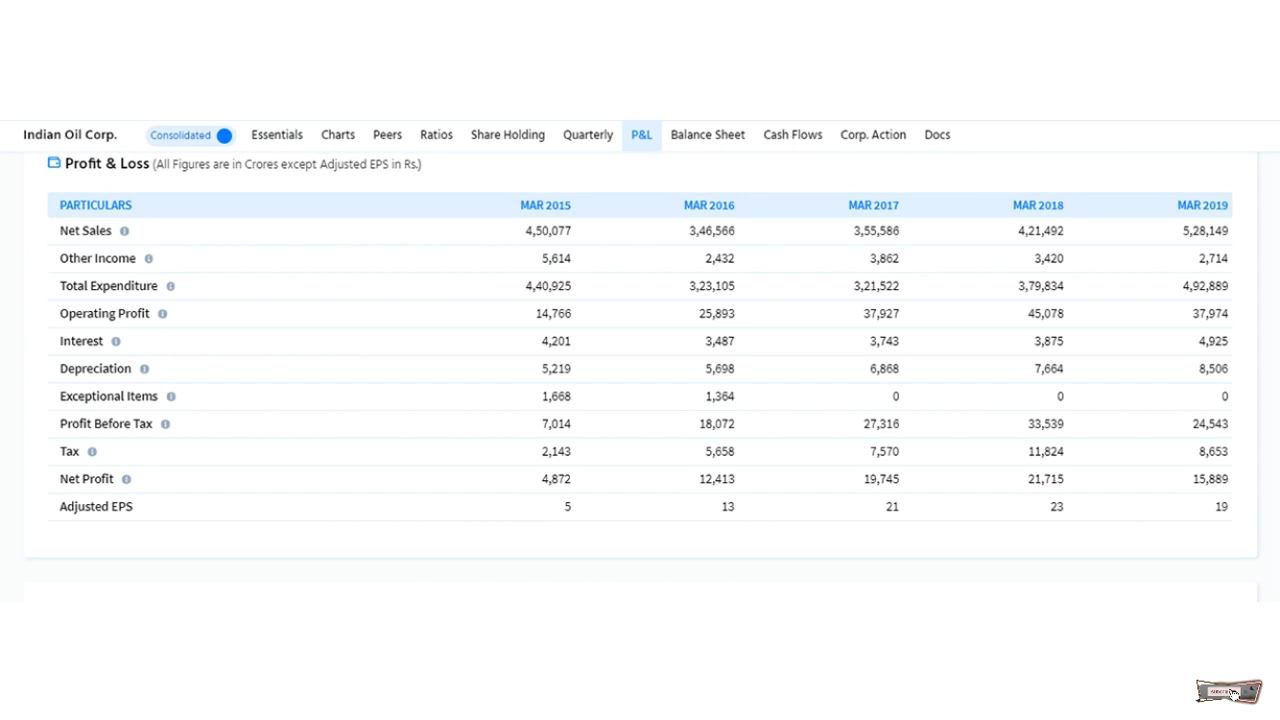 Indian Oil Corp. Consolidated Essentials Charts Peers Ratios Share Holding Quarterly P&L Balance Sheet Cash Flows Corp. Action Docs
Profit & Loss (All Figures are in Crores except Adjusted EPS in Rs.)
PARTICULARS MAR 2015 MAR 2016 MAR 2017 MAR 2018 MAR 2019
Net Sales 4,50,077 3,46,566 3,55,586 4,21,492 5,28,149
Other Income 5,614 2,432 3,862 3,420 2,714
Total Expenditure 4,40,925 3,23,105 3,21,522 3,79,834 4,92,889
Operating Profit 14,766 25,893 37,927 45,078 37,974
Interest 4,201 3,487 3,743 3,875 4,925
Depreciation 5,219 5,698 6,868 7,664 8,506
Exceptional Items 1,668 1,364 0 0 0
Profit Before Tax 7,014 18,072 27,316 33,539 24,543
Tax 2,143 5,658 7,570 11,824 8,653
Net Profit 4,872 12,413 19,745 21,715 15,889
Adjusted EPS 5 13 21 23 19